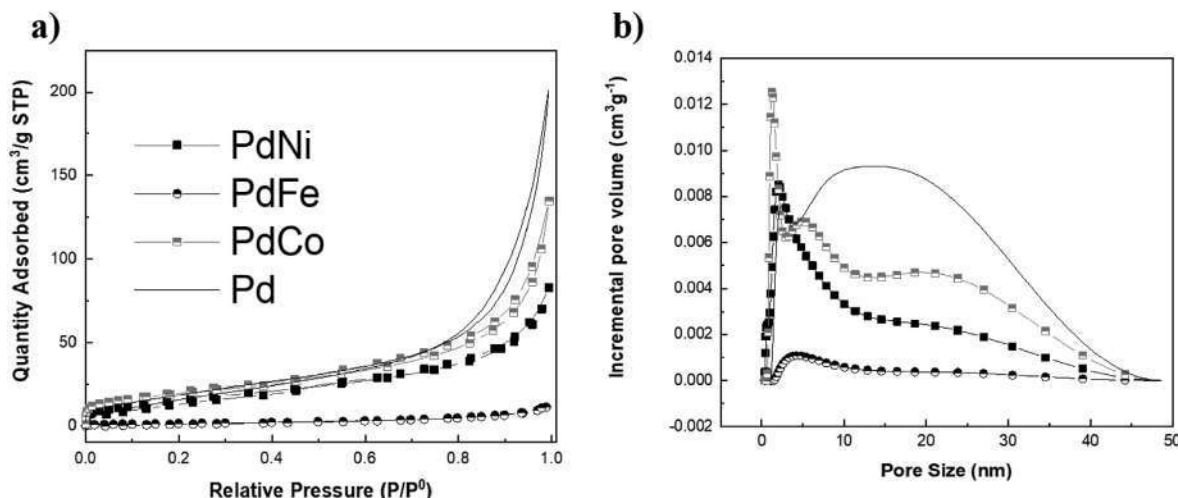 a)
Quantity Adsorbed (cm³/g STP)
200
150
100
50
0
PdNi
PdFe
PdCo
Pd
0.0 0.2 0.4 0.6 0.8 1.0
Relative Pressure (P/P⁰)
b)
Incremental pore volume (cm³g⁻¹)
0.014
0.012
0.010
0.008
0.006
0.004
0.002
0.000
-0.002
0 10 20 30 40 50
Pore Size (nm)